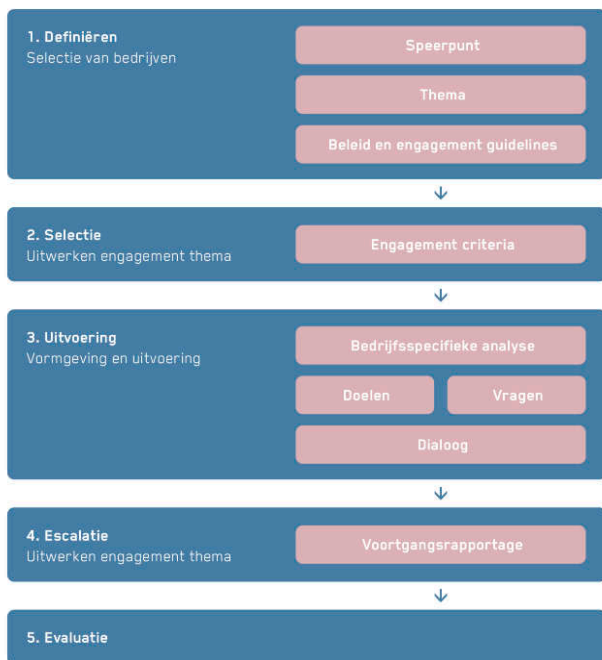 1. Definiëren
Selectie van bedrijven
Speerpunt
Thema
Beleid en engagement guidelines
2. Selectie
Uitwerken engagement thema
Engagement criteria
3. Uitvoering
Vormgeving en uitvoering
Bedrijfsspecifieke analyse
Doelen
Vragen
Dialoog
4. Escalatie
Uitwerken engagement thema
Voortgangsrapportage
5. Evaluatie